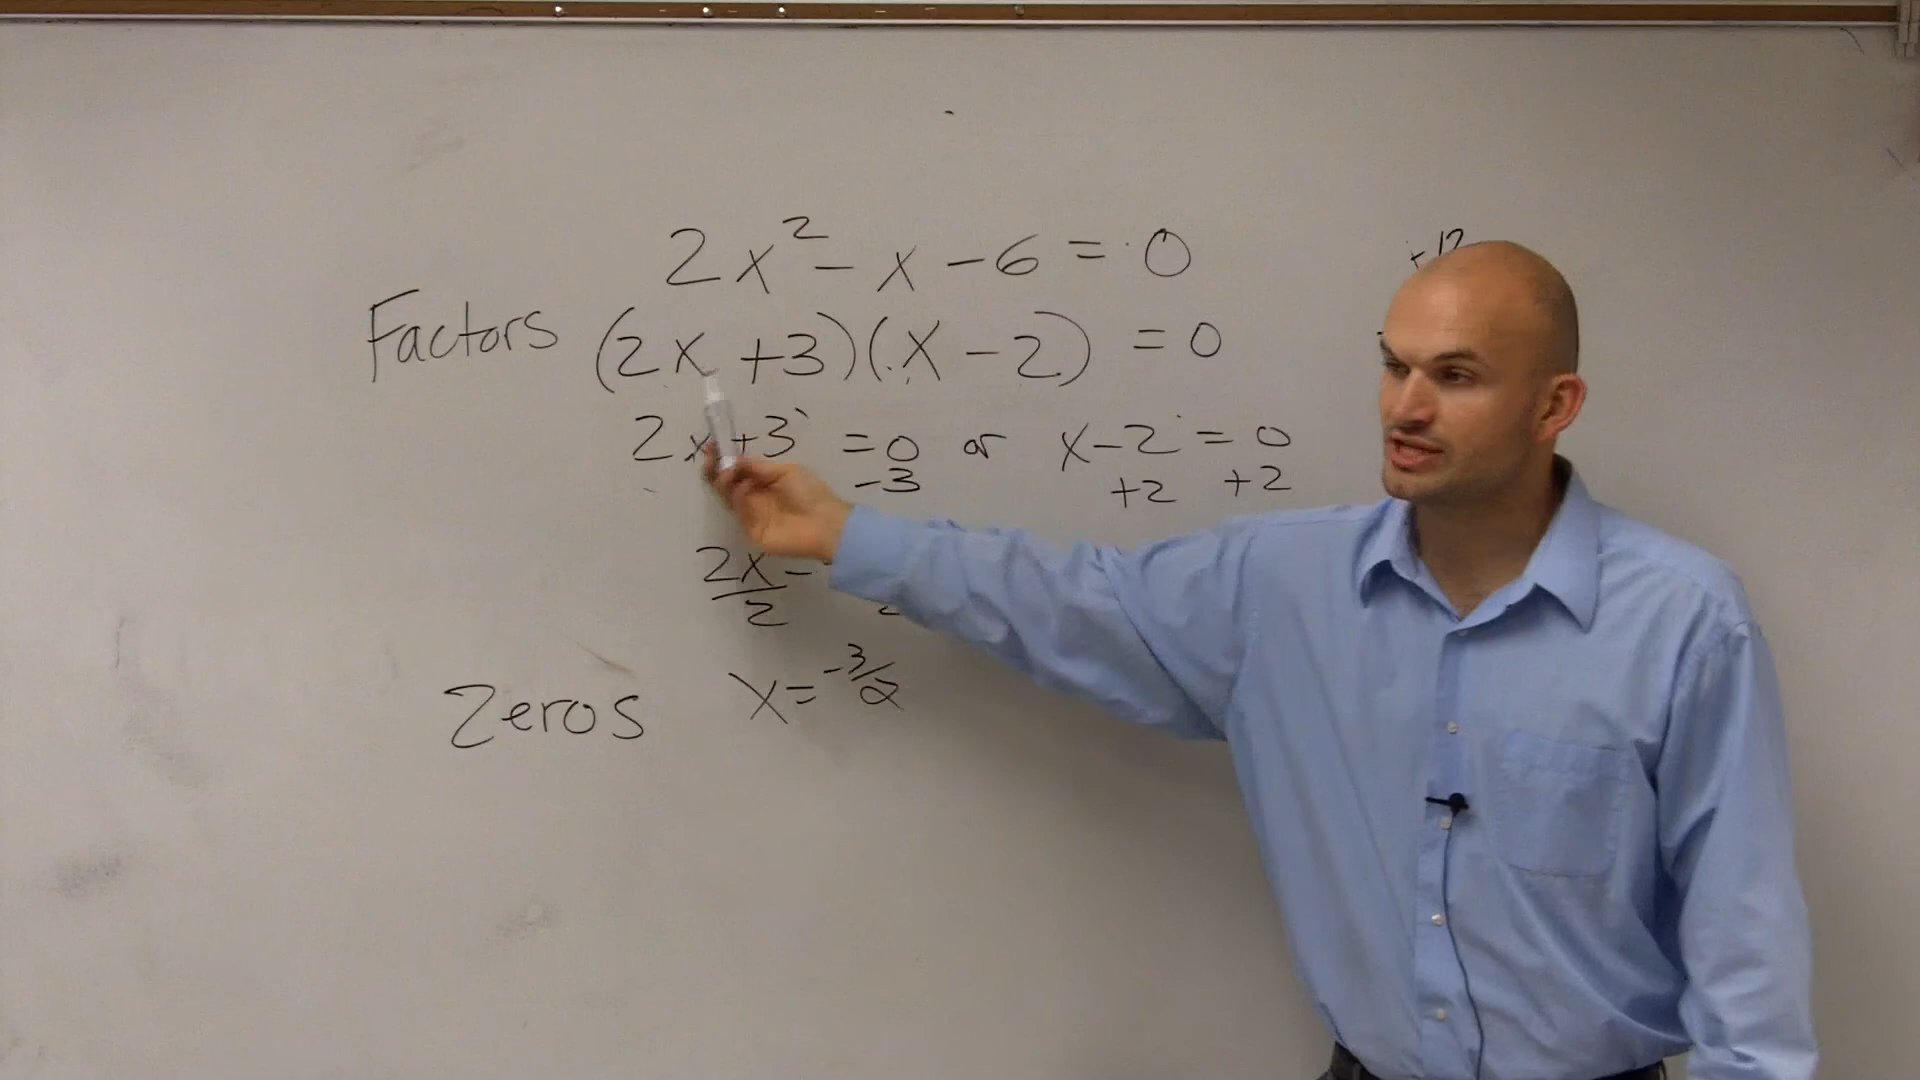 2x² - x - 6 = 0
Factors (2x + 3)(x - 2) = 0
2x + 3 = 0 or x - 2 = 0
-3 +2 +2
2x =
2 2
Zeros x = -3/2